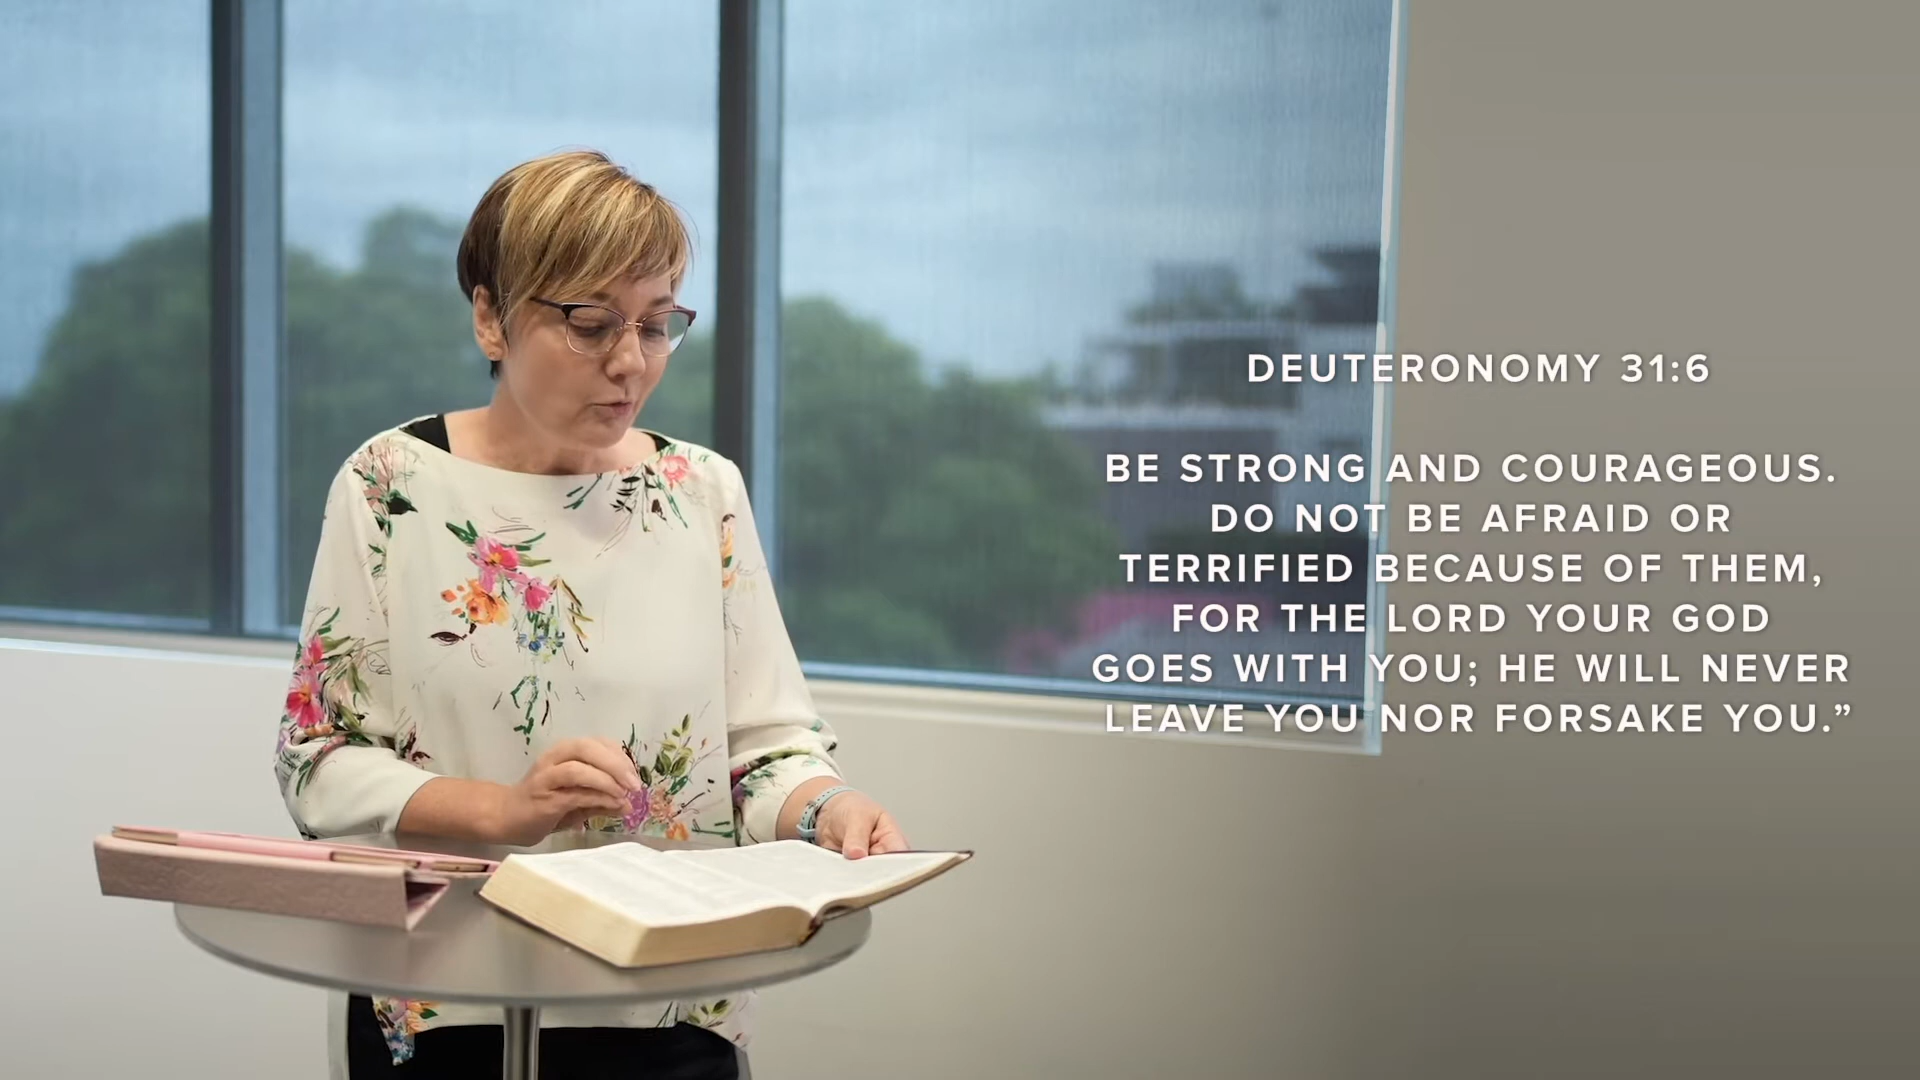 DEUTERONOMY 31:6
BE STRONG AND COURAGEOUS.
DO NOT BE AFRAID OR
TERRIFIED BECAUSE OF THEM,
FOR THE LORD YOUR GOD
GOES WITH YOU; HE WILL NEVER
LEAVE YOU NOR FORSAKE YOU.”